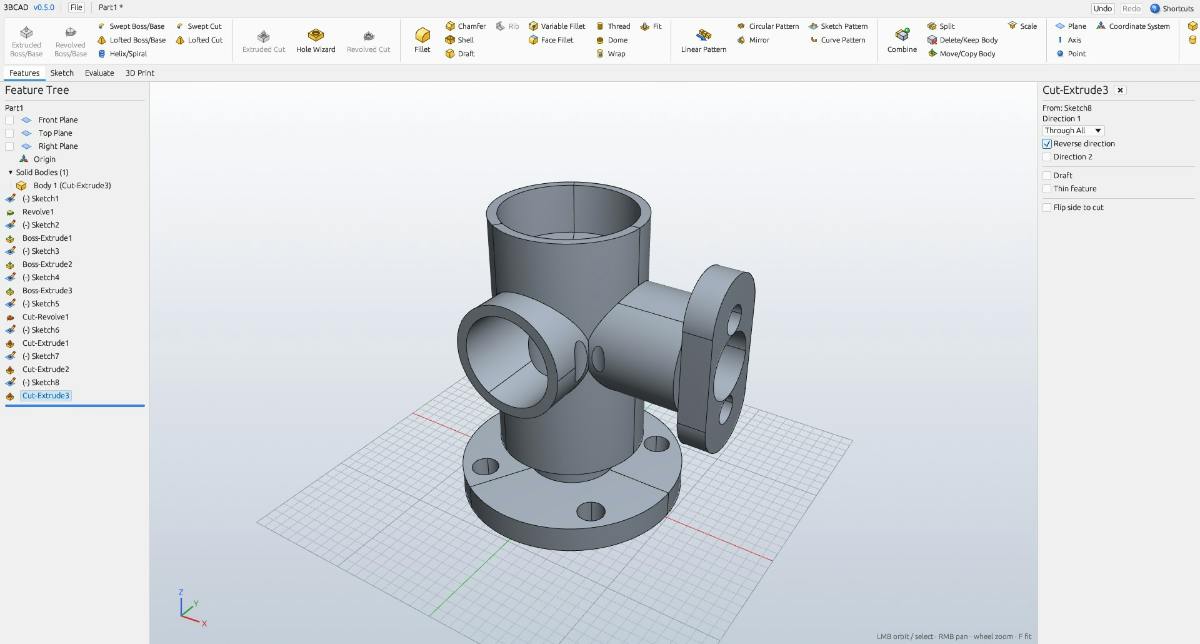 3BCAD v0.5.0 File Part1 *
Undo Redo Shortcuts
Extruded Boss/Base
Revolved Boss/Base
Swept Boss/Base
Lofted Boss/Base
Helix/Spiral
Swept Cut
Lofted Cut
Extruded Cut
Hole Wizard
Revolved Cut
Fillet
Chamfer
Shell
Draft
Rib
Variable Fillet
Face Fillet
Thread
Dome
Wrap
Fit
Linear Pattern
Circular Pattern
Mirror
Sketch Pattern
Curve Pattern
Combine
Split
Delete/Keep Body
Move/Copy Body
Scale
Plane
Axis
Point
Coordinate System
Features Sketch Evaluate 3D Print
Feature Tree
Part1
Front Plane
Top Plane
Right Plane
Origin
Solid Bodies (1)
Body 1 (Cut-Extrude3)
(-) Sketch1
Revolve1
(-) Sketch2
Boss-Extrude1
(-) Sketch3
Boss-Extrude2
(-) Sketch4
Boss-Extrude3
(-) Sketch5
Cut-Revolve1
(-) Sketch6
Cut-Extrude1
(-) Sketch7
Cut-Extrude2
(-) Sketch8
Cut-Extrude3
Z
Y
X
LMB orbit / select · RMB pan · wheel zoom · F fit
Cut-Extrude3
From: Sketch8
Direction 1
Through All
Reverse direction
Direction 2
Draft
Thin feature
Flip side to cut